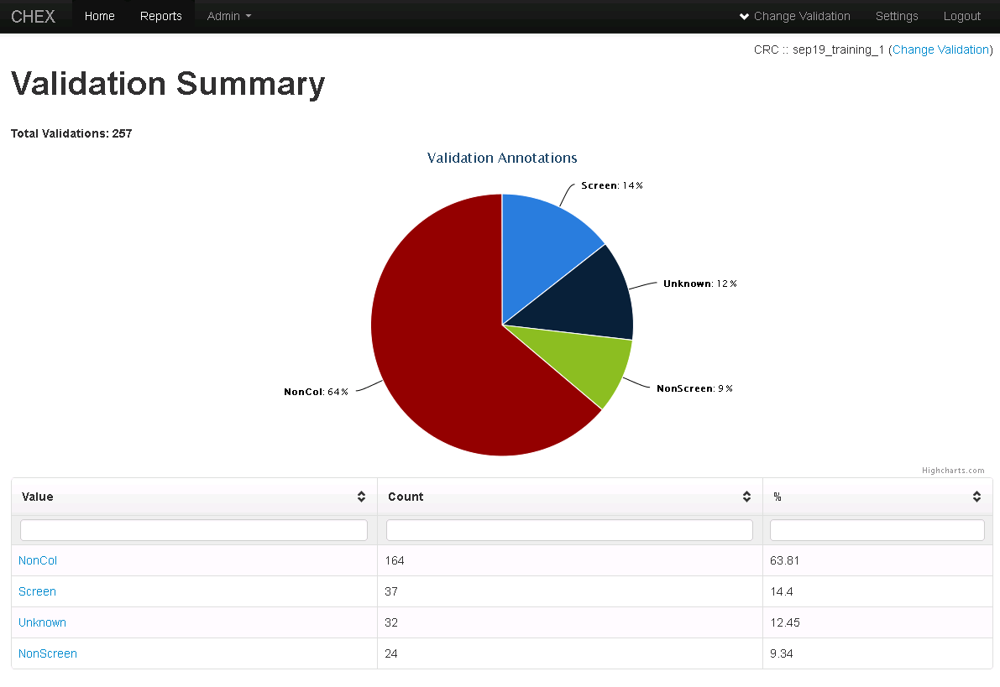 CHEX Home Reports Admin Change Validation Settings Logout
CRC :: sep19_training_1 (Change Validation)
Validation Summary
Total Validations: 257
Validation Annotations
Screen: 14%
Unknown: 12%
NonCol: 64%
NonScreen: 9%
Highcharts.com
Value Count %
NonCol 164 63.81
Screen 37 14.4
Unknown 32 12.45
NonScreen 24 9.34